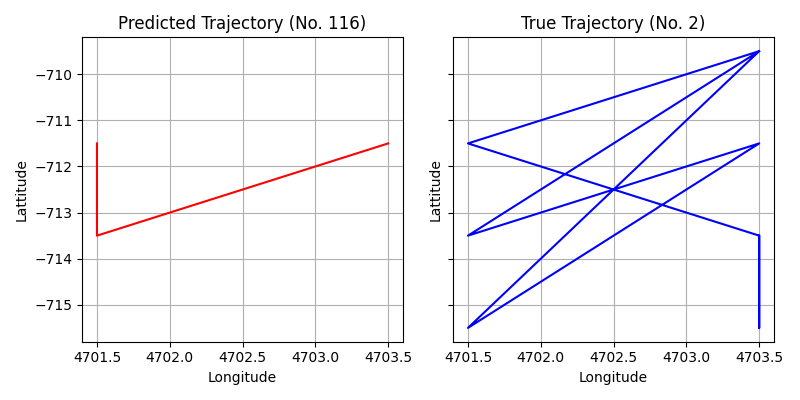 Predicted Trajectory (No. 116)
True Trajectory (No. 2)
Lattitude
−710
−711
−712
−713
−714
−715
4701.5 4702.0 4702.5 4703.0 4703.5
Longitude
Lattitude
4701.5 4702.0 4702.5 4703.0 4703.5
Longitude